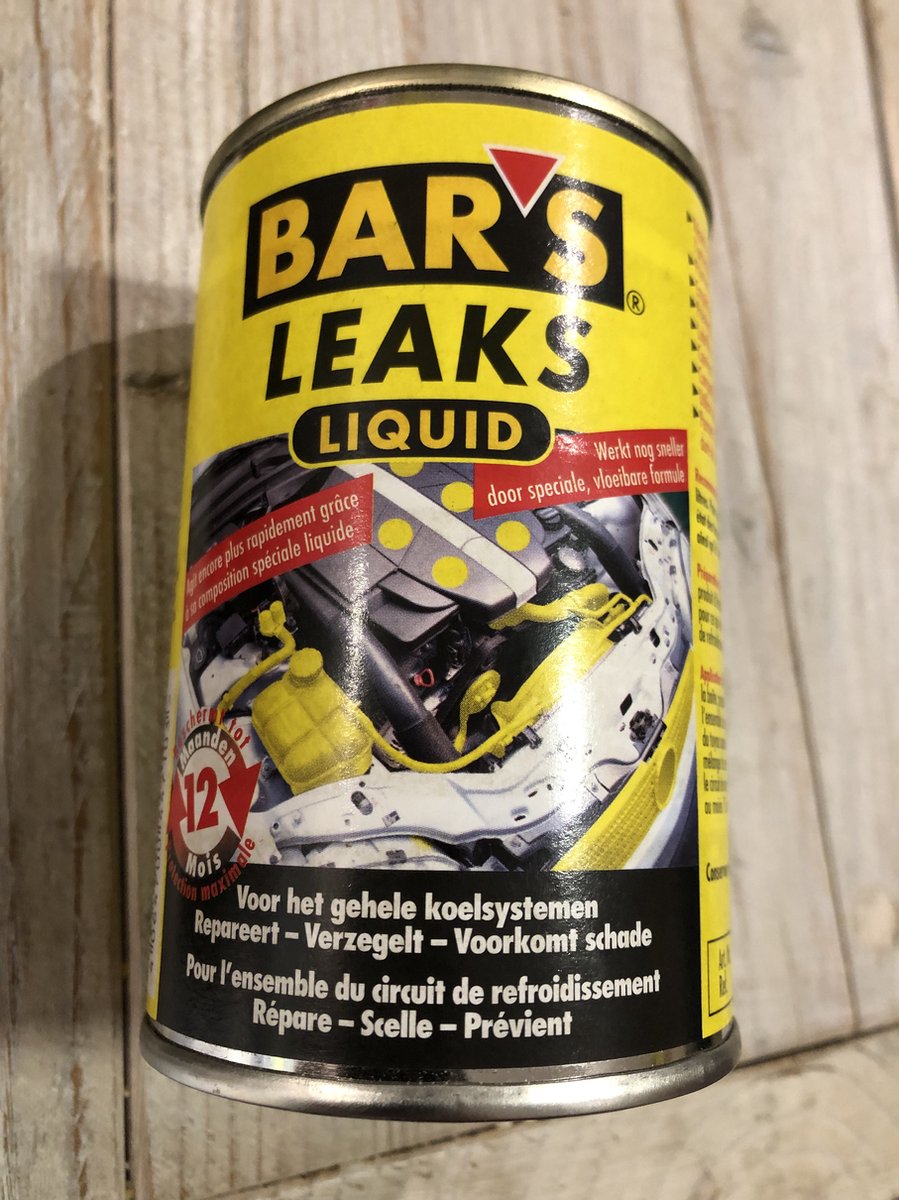 BAR'S
®
LEAKS
LIQUID
Werkt nog sneller
door speciale, vloeibare formule
Agit encore plus rapidement grâce
à sa composition spéciale liquide
tot
Maanden
12
Mois
maximale
Voor het gehele koelsystemen
Repareert – Verzegelt – Voorkomt schade
Pour l'ensemble du circuit de refroidissement
Répare – Scelle – Prévient